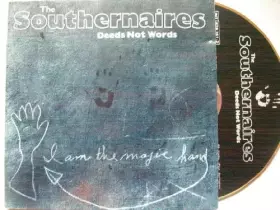 The
Southernaires
Deeds Not Words
I am the magic hand
The
Southernaires
Deeds Not Words